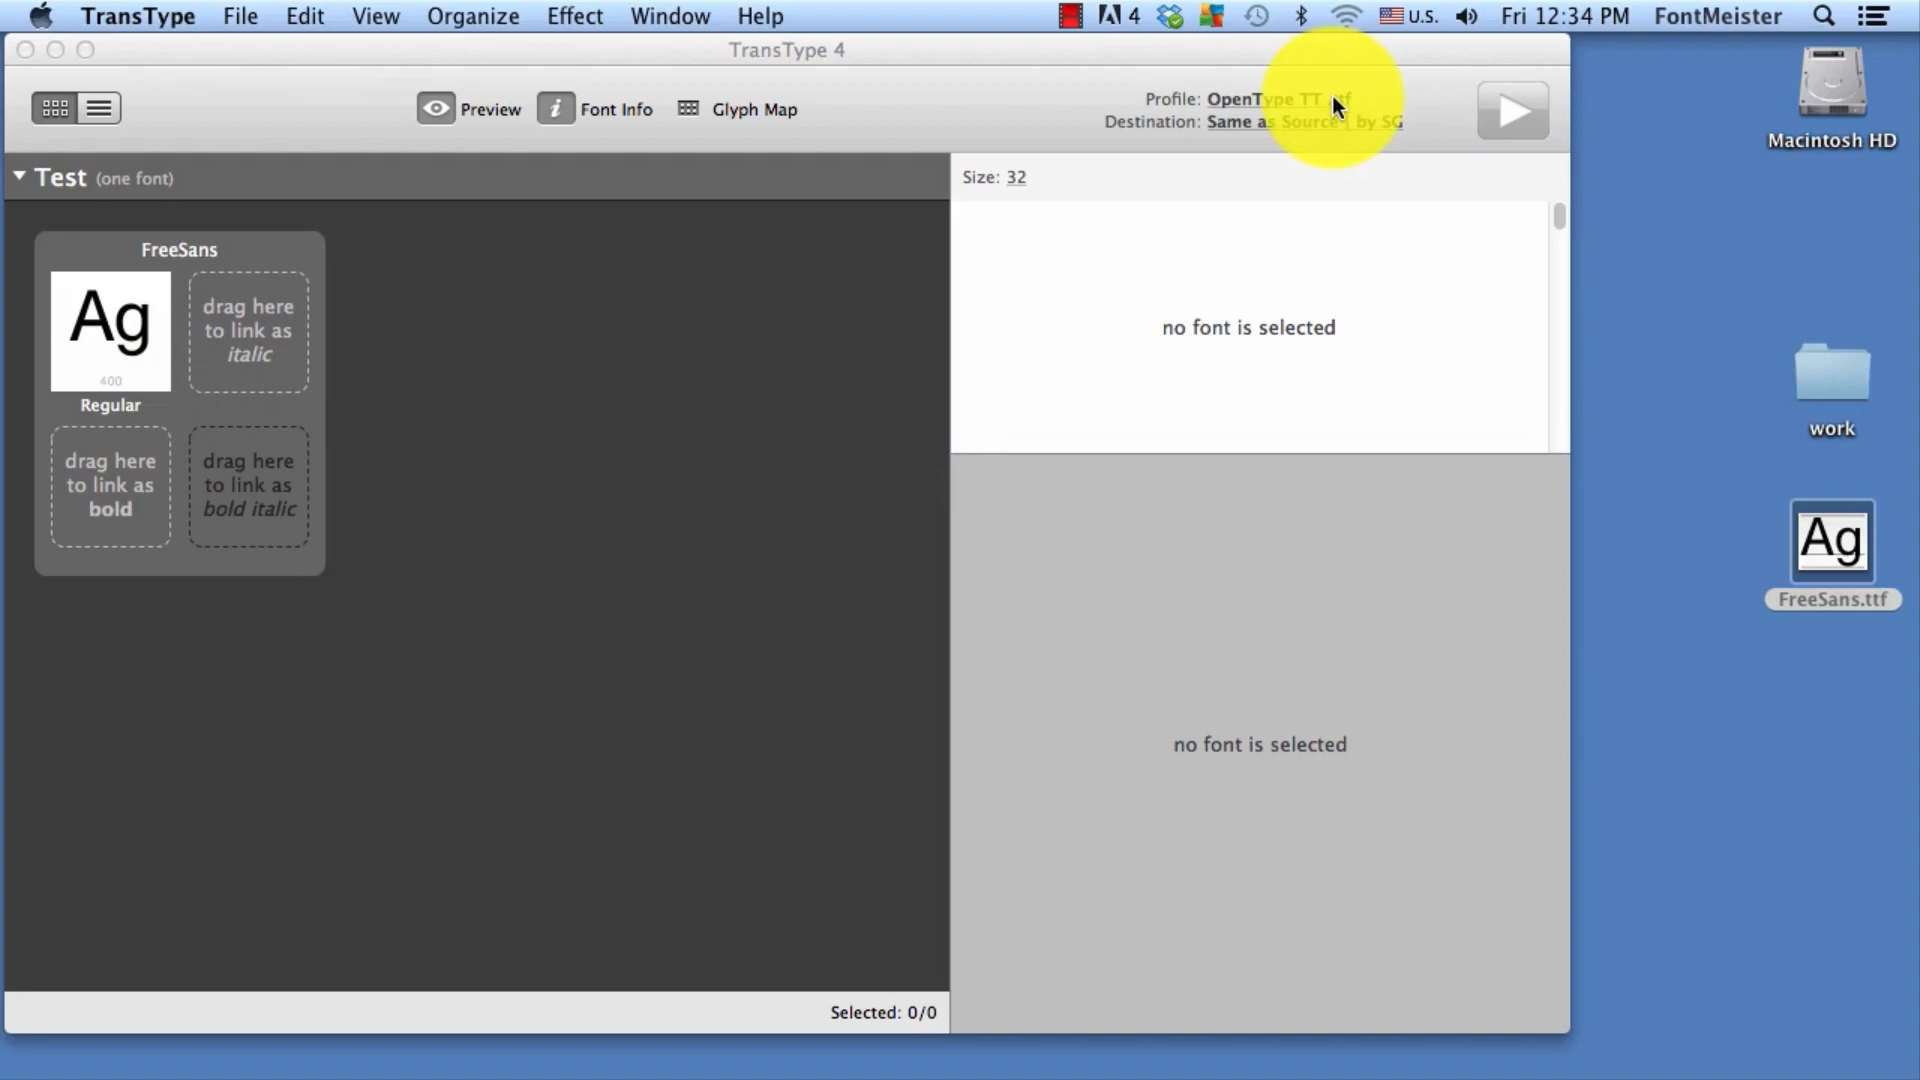 TransType File Edit View Organize Effect Window Help 4 U.S. Fri 12:34 PM FontMeister
TransType 4
Preview Font Info Glyph Map
Profile: OpenType TT .ttf
Destination: Same as Source | by SG
Test (one font)
Size: 32
FreeSans
Ag
400
Regular
drag here
to link as
italic
drag here
to link as
bold
drag here
to link as
bold italic
no font is selected
no font is selected
Selected: 0/0
Macintosh HD
work
Ag
FreeSans.ttf